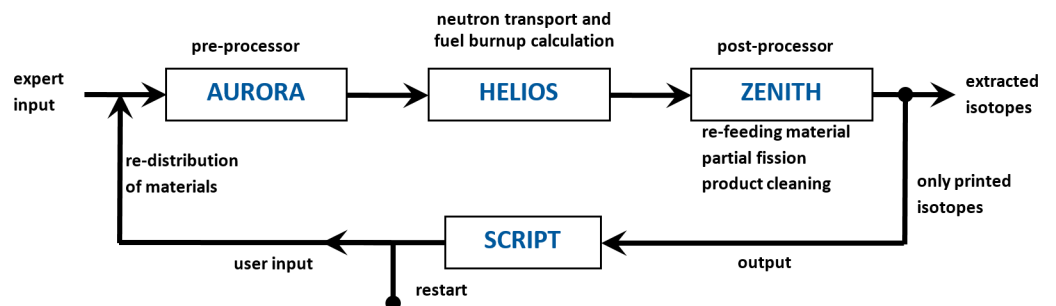 neutron transport and
fuel burnup calculation
pre-processor
post-processor
expert
input
AURORA
HELIOS
ZENITH
extracted
isotopes
re-feeding material
partial fission
product cleaning
re-distribution
of materials
only printed
isotopes
SCRIPT
user input
output
restart